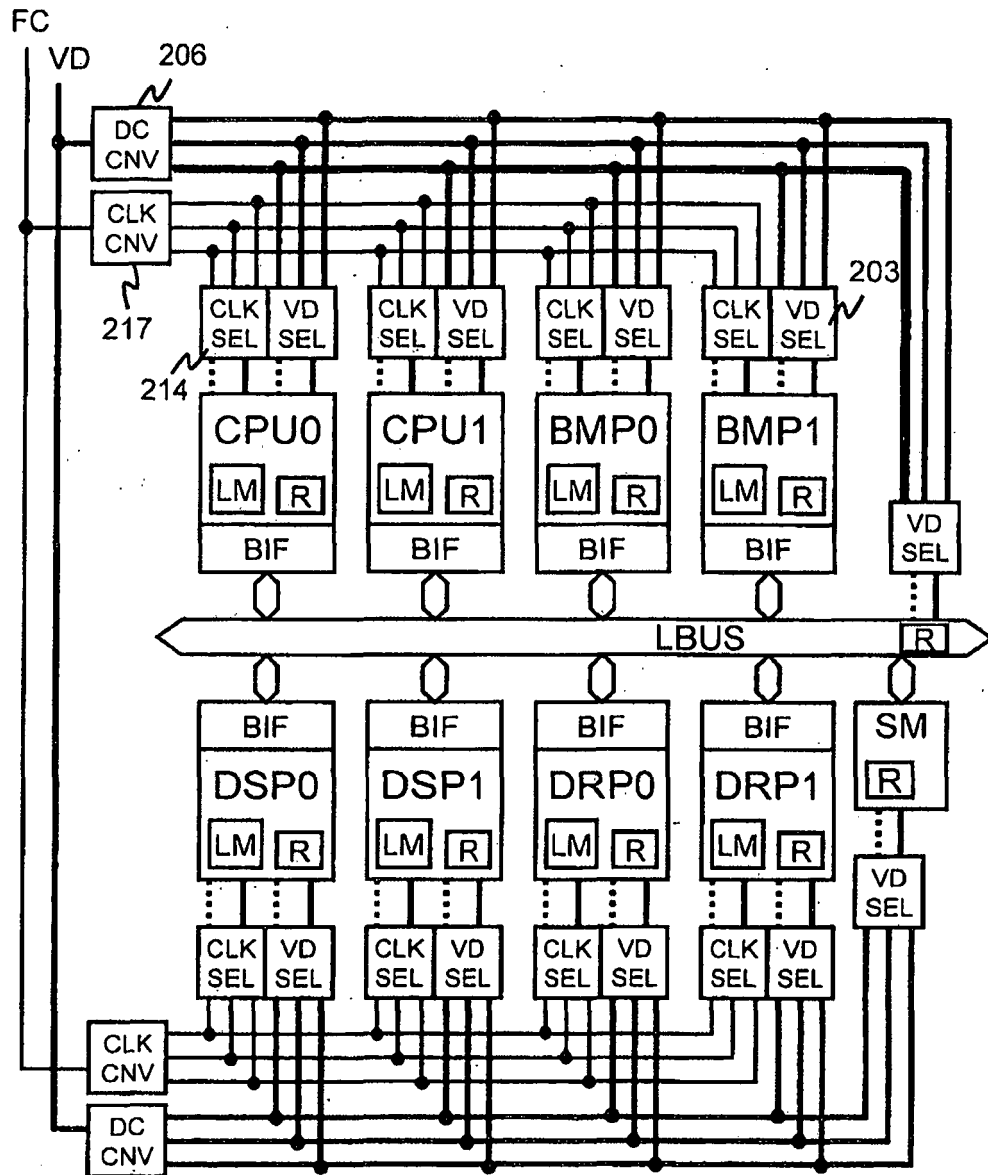 FC
VD
206
DC
CNV
CLK
CNV
217
CLK
SEL
VD
SEL
CLK
SEL
VD
SEL
CLK
SEL
VD
SEL
CLK
SEL
VD
SEL
203
214
CPU0
LM
R
BIF
CPU1
LM
R
BIF
BMP0
LM
R
BIF
BMP1
LM
R
BIF
VD
SEL
LBUS
R
BIF
DSP0
LM
R
BIF
DSP1
LM
R
BIF
DRP0
LM
R
BIF
DRP1
LM
R
SM
R
VD
SEL
CLK
SEL
VD
SEL
CLK
SEL
VD
SEL
CLK
SEL
VD
SEL
CLK
SEL
VD
SEL
CLK
CNV
DC
CNV